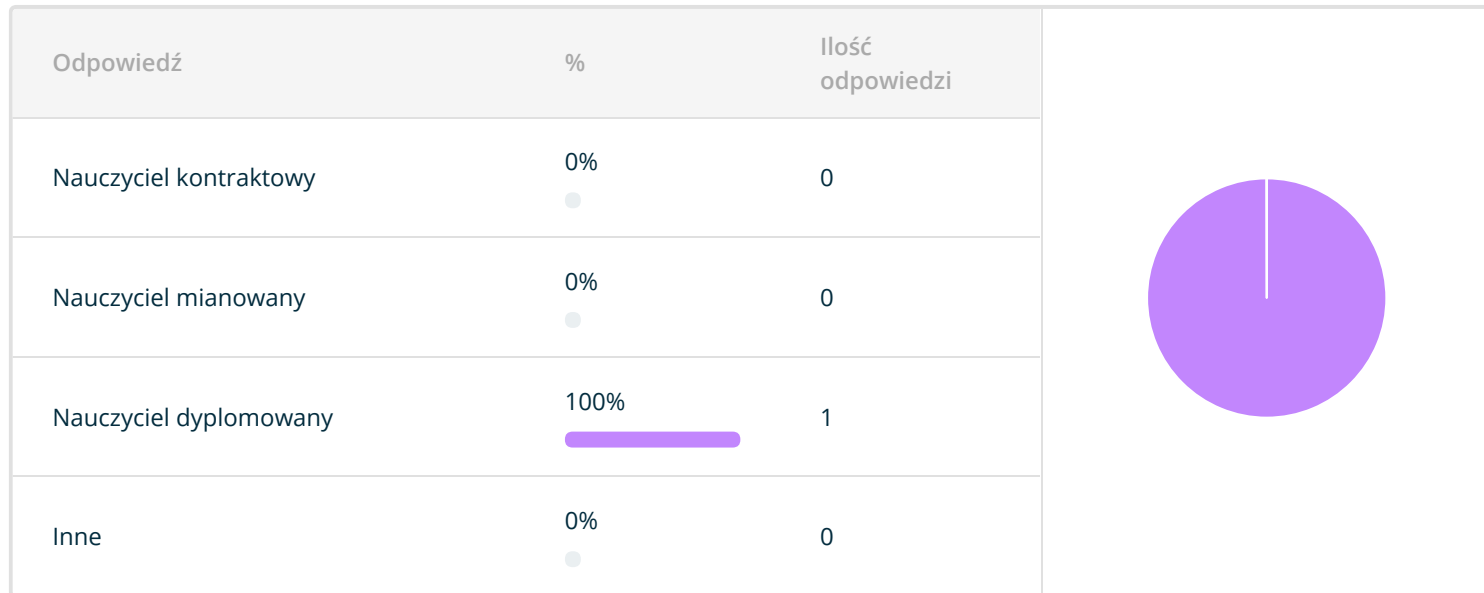 Odpowiedź % Ilość
odpowiedzi
Nauczyciel kontraktowy 0% 0
Nauczyciel mianowany 0% 0
Nauczyciel dyplomowany 100% 1
Inne 0% 0